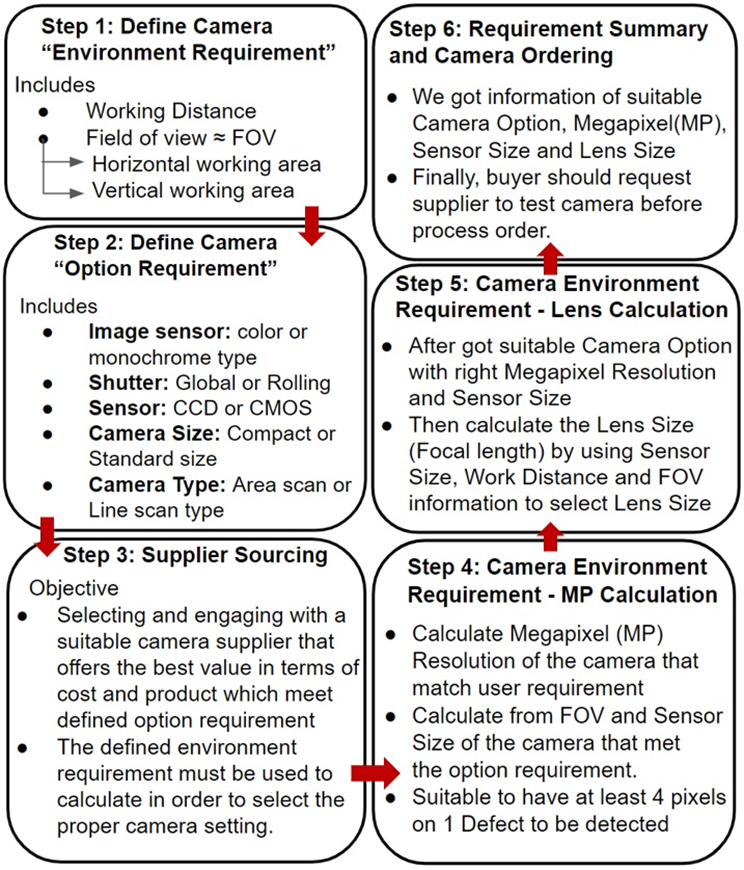 Step 1: Define Camera
“Environment Requirement”
Includes
● Working Distance
● Field of view ≈ FOV
Horizontal working area
Vertical working area
Step 2: Define Camera
“Option Requirement”
Includes
● Image sensor: color or
monochrome type
● Shutter: Global or Rolling
● Sensor: CCD or CMOS
● Camera Size: Compact or
Standard size
● Camera Type: Area scan or
Line scan type
Step 3: Supplier Sourcing
Objective
● Selecting and engaging with a
suitable camera supplier that
offers the best value in terms of
cost and product which meet
defined option requirement
● The defined environment
requirement must be used to
calculate in order to select the
proper camera setting.
Step 4: Camera Environment
Requirement - MP Calculation
● Calculate Megapixel (MP)
Resolution of the camera that
match user requirement
● Calculate from FOV and Sensor
Size of the camera that met
the option requirement.
● Suitable to have at least 4 pixels
on 1 Defect to be detected
Step 5: Camera Environment
Requirement - Lens Calculation
● After got suitable Camera Option
with right Megapixel Resolution
and Sensor Size
● Then calculate the Lens Size
(Focal length) by using Sensor
Size, Work Distance and FOV
information to select Lens Size
Step 6: Requirement Summary
and Camera Ordering
● We got information of suitable
Camera Option, Megapixel(MP),
Sensor Size and Lens Size
● Finally, buyer should request
supplier to test camera before
process order.